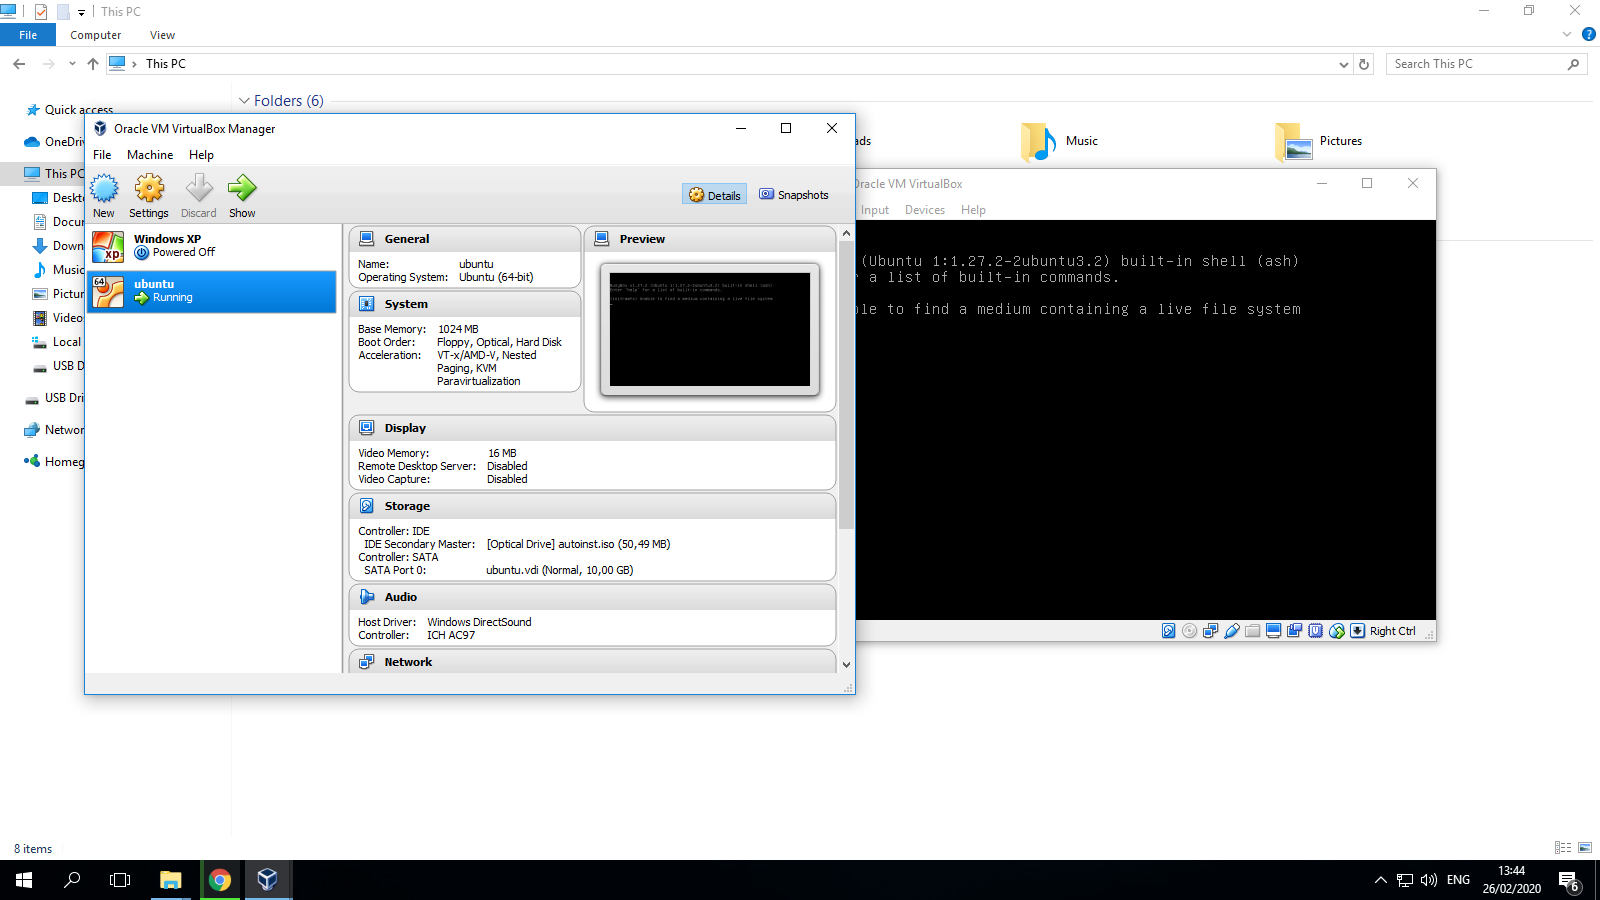 This PC
File Computer View
This PC
Search This PC
Quick access
Folders (6)
OneDri
ads
Music
Pictures
This PC
Deskt
Docu
Down
Music
Pictur
Video
Local
USB D
USB Dri
Networ
Homeg
Oracle VM VirtualBox Manager
File Machine Help
New Settings Discard Show
Details Snapshots
Windows XP
Powered Off
64
ubuntu
Running
General
Name: ubuntu
Operating System: Ubuntu (64-bit)
System
Base Memory: 1024 MB
Boot Order: Floppy, Optical, Hard Disk
Acceleration: VT-x/AMD-V, Nested
Paging, KVM
Paravirtualization
Preview
Display
Video Memory: 16 MB
Remote Desktop Server: Disabled
Video Capture: Disabled
Storage
Controller: IDE
IDE Secondary Master: [Optical Drive] autoinst.iso (50,49 MB)
Controller: SATA
SATA Port 0: ubuntu.vdi (Normal, 10,00 GB)
Audio
Host Driver: Windows DirectSound
Controller: ICH AC97
Network
Oracle VM VirtualBox
Input Devices Help
(Ubuntu 1:1.27.2-2ubuntu3.2) built-in shell (ash)
r a list of built-in commands.
ble to find a medium containing a live file system
Right Ctrl
8 items
ENG
13:44
26/02/2020
6